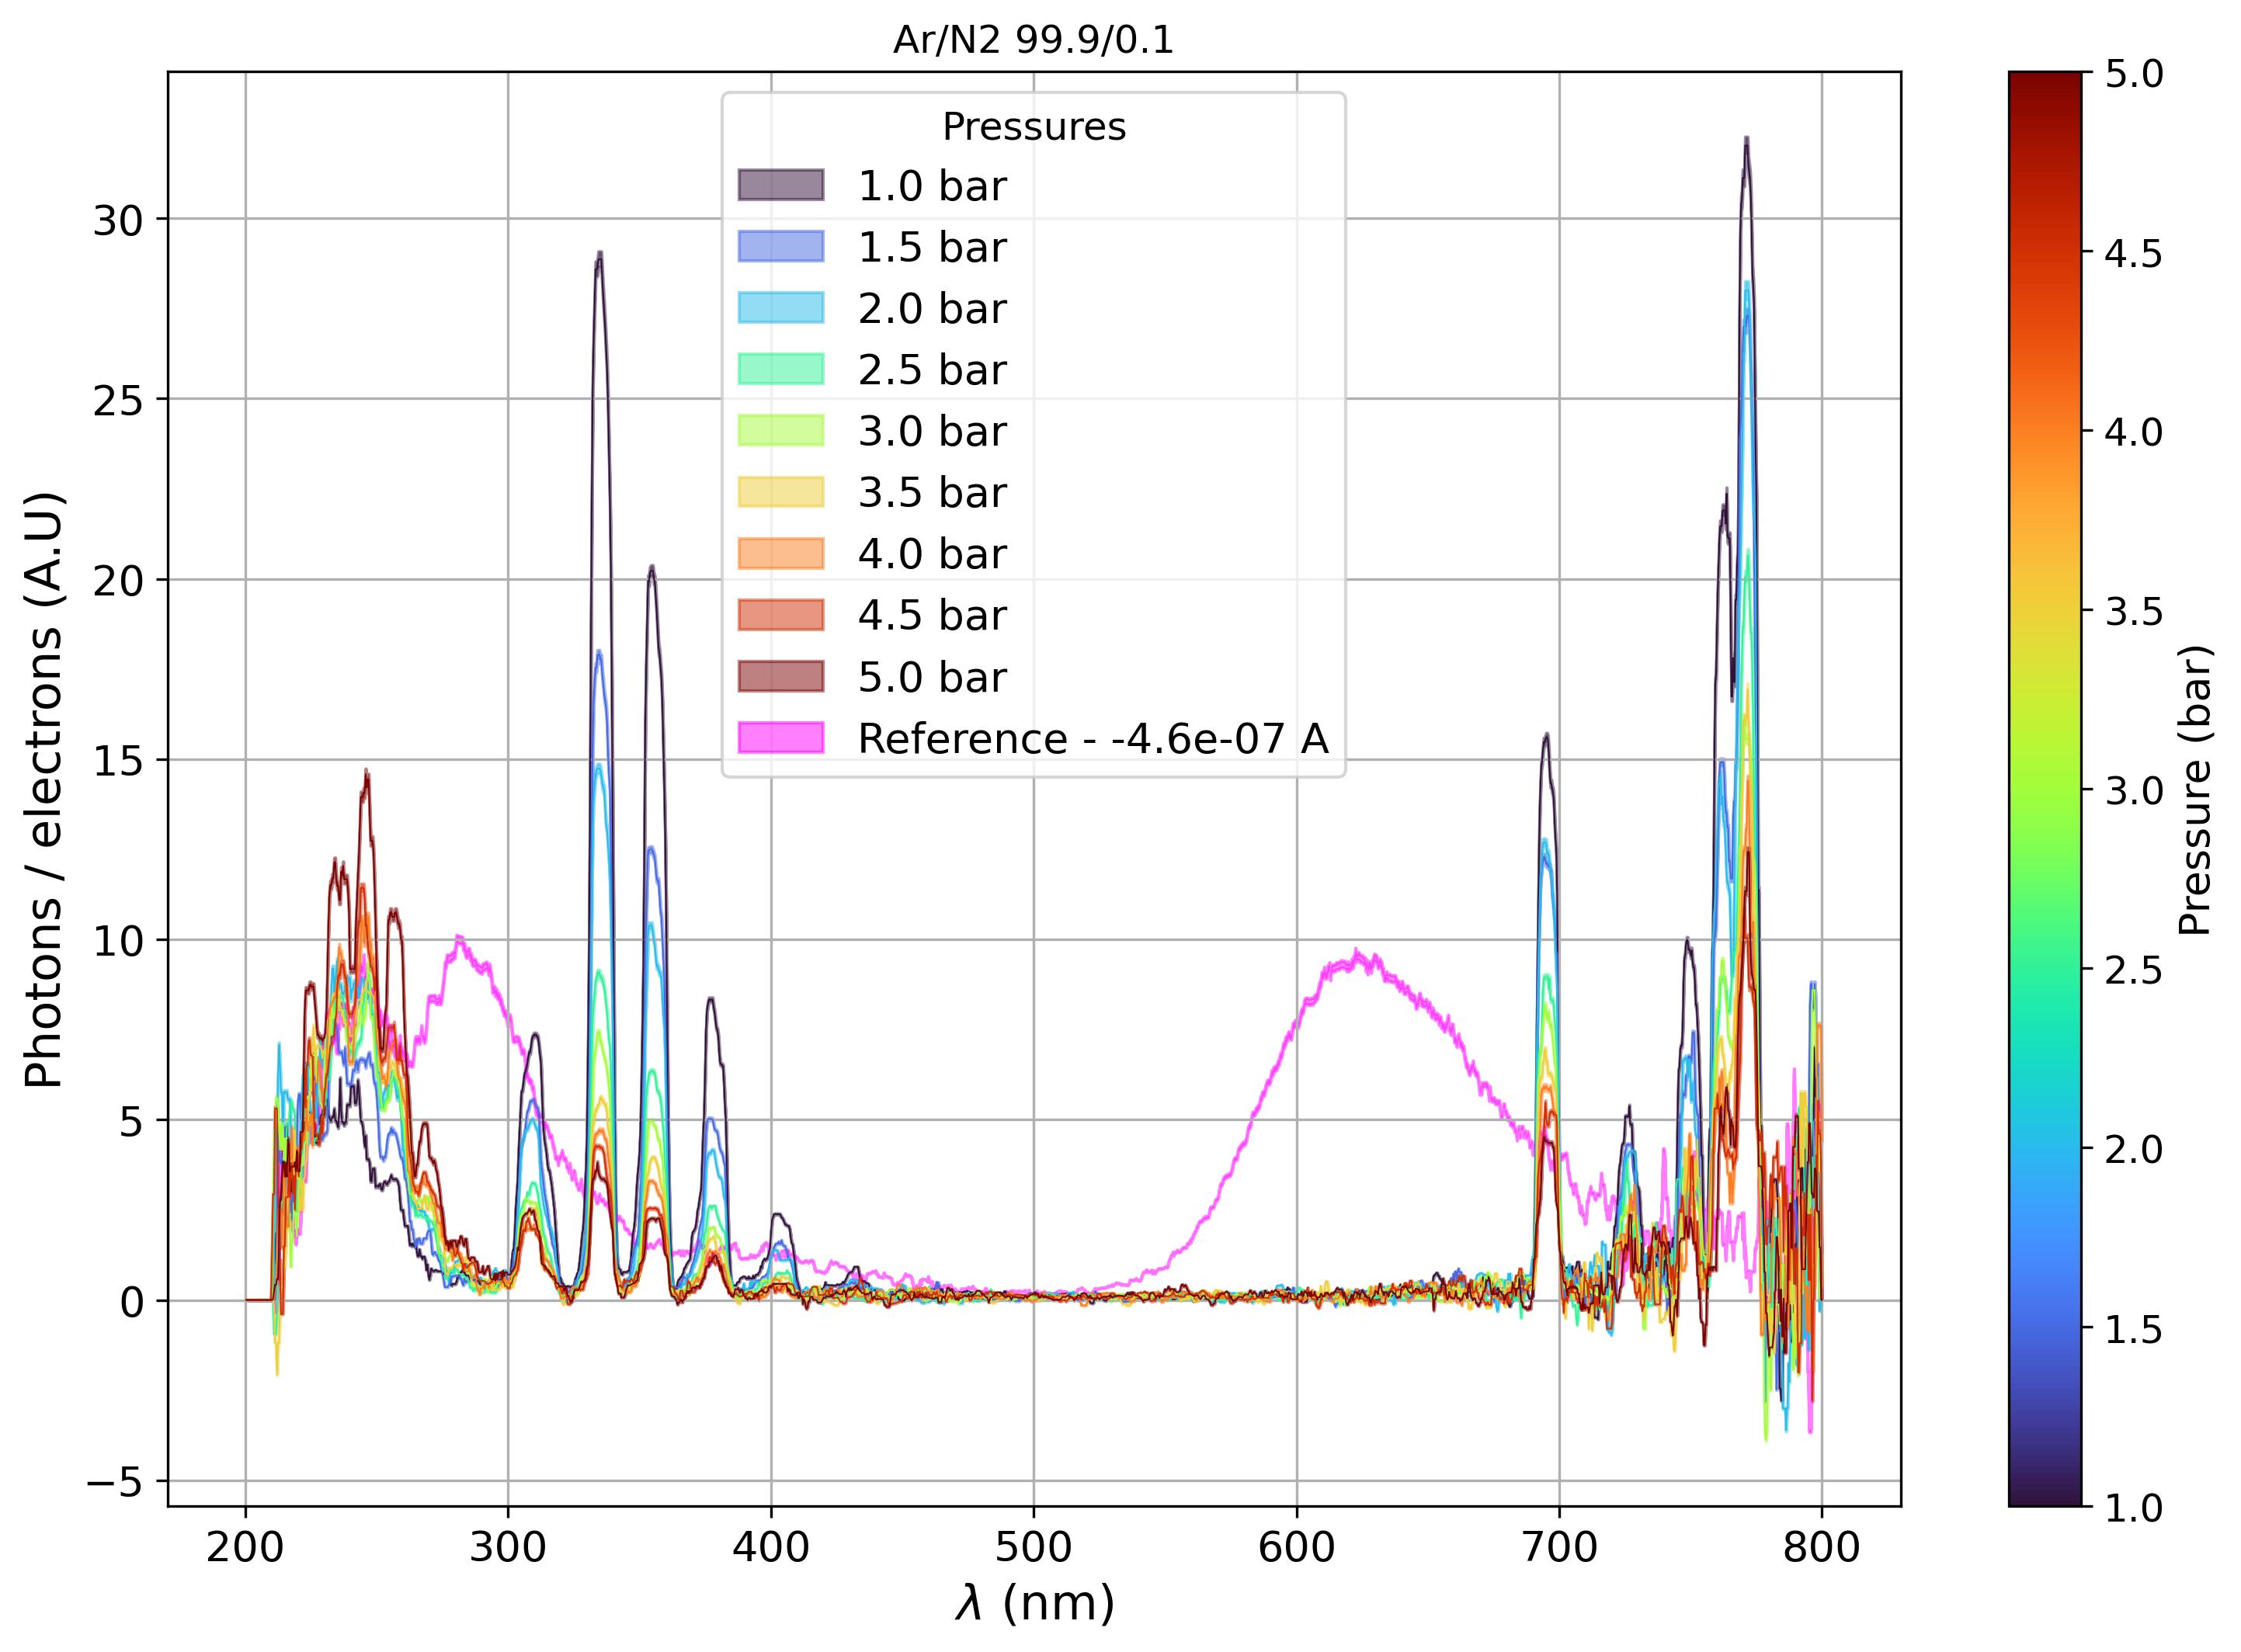 Ar/N2 99.9/0.1
Pressures
1.0 bar
1.5 bar
2.0 bar
2.5 bar
3.0 bar
3.5 bar
4.0 bar
4.5 bar
5.0 bar
Reference - -4.6e-07 A
Photons / electrons (A.U)
30
25
20
15
10
5
0
−5
200 300 400 500 600 700 800
λ (nm)
5.0
4.5
4.0
3.5
3.0
2.5
2.0
1.5
1.0
Pressure (bar)